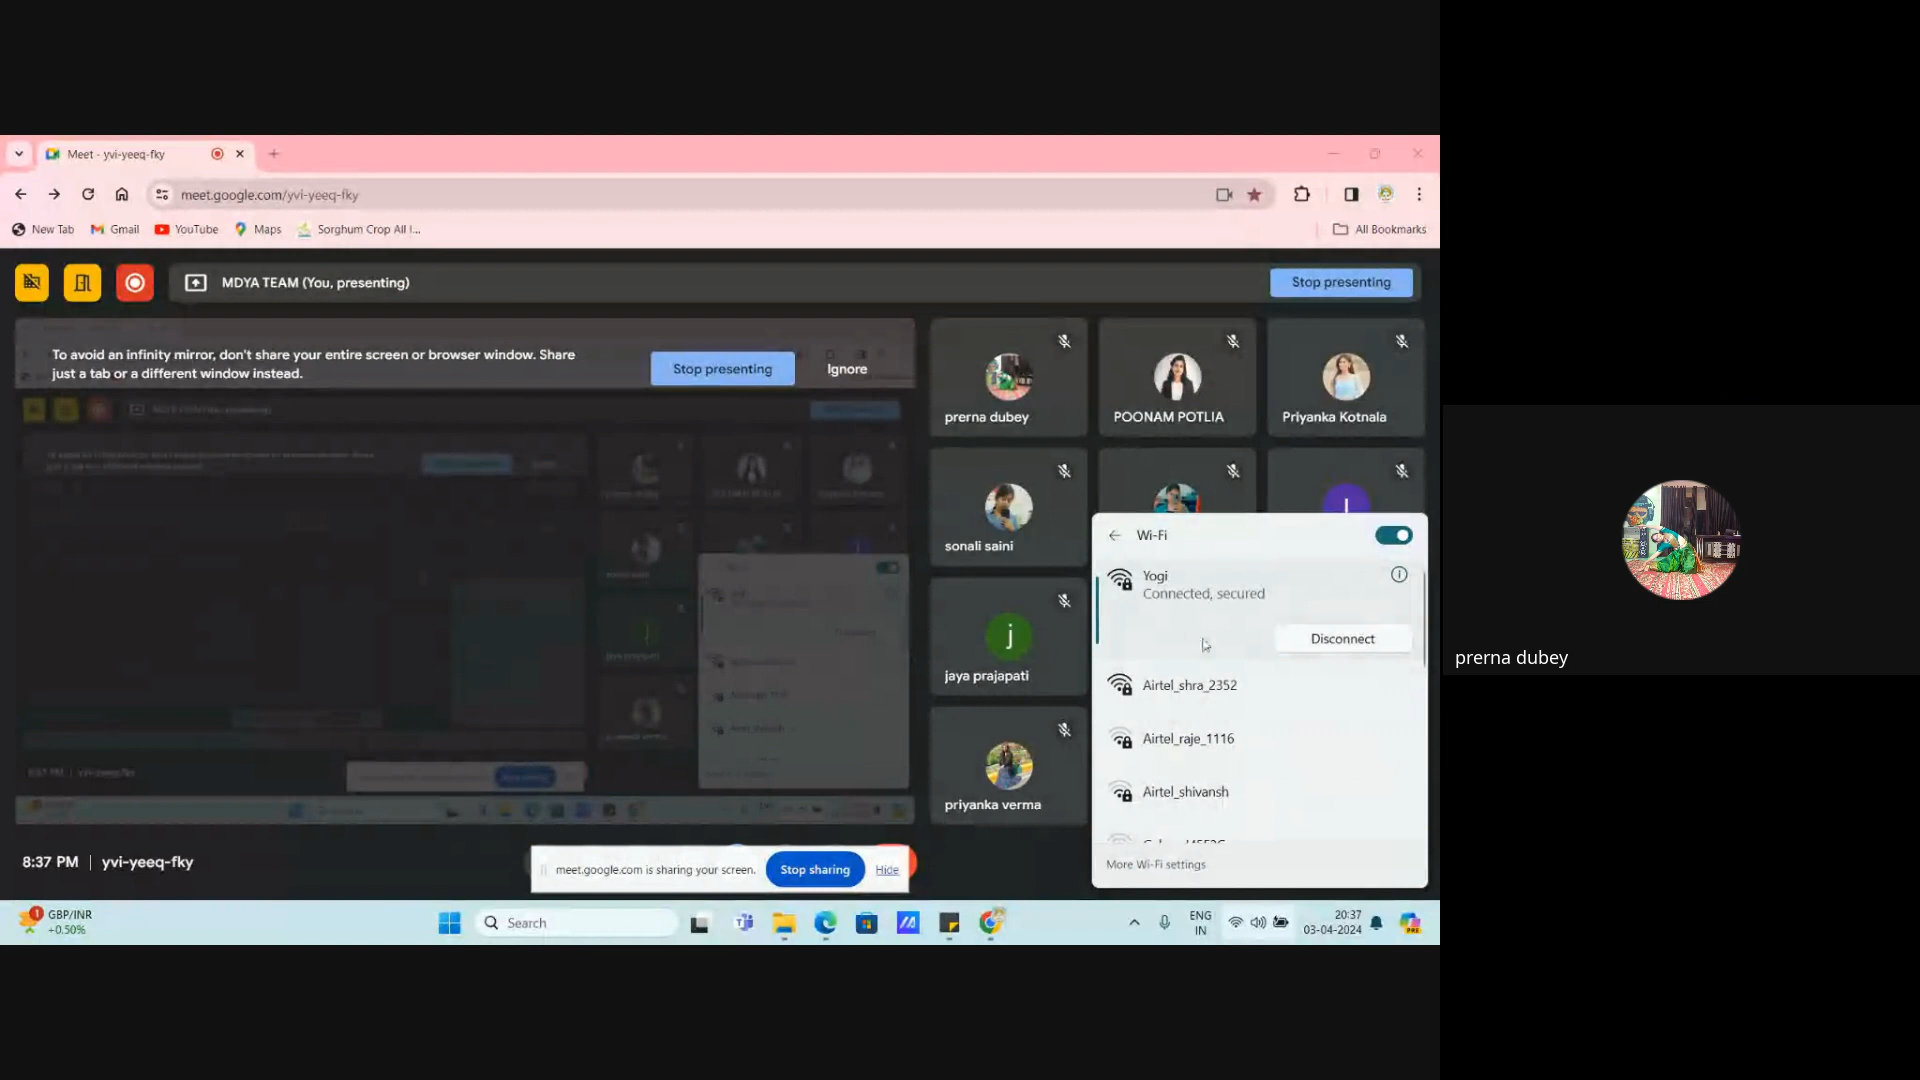 Meet - yvi-yeeq-fky
meet.google.com/yvi-yeeq-fky
New Tab
Gmail
YouTube
Maps
Sorghum Crop All I...
All Bookmarks
MDYA TEAM (You, presenting)
Stop presenting
To avoid an infinity mirror, don't share your entire screen or browser window. Share
just a tab or a different window instead.
Stop presenting
Ignore
prerna dubey
POONAM POTLIA
Priyanka Kotnala
sonali saini
jaya prajapati
j
priyanka verma
Wi-Fi
Yogi
Connected, secured
Disconnect
Airtel_shra_2352
Airtel_raje_1116
Airtel_shivansh
More Wi-Fi settings
prerna dubey
8:37 PM | yvi-yeeq-fky
meet.google.com is sharing your screen.
Stop sharing
Hide
1
GBP/INR
+0.50%
Search
ENG
IN
20:37
03-04-2024
PRE